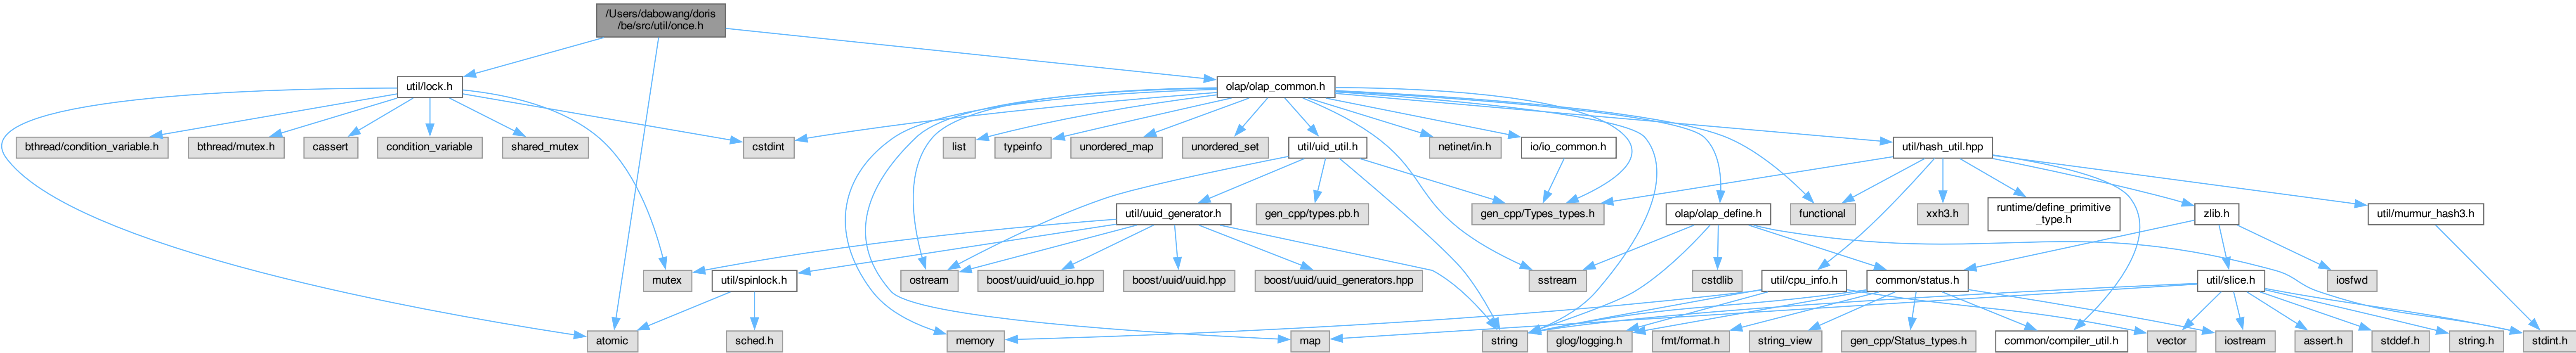 /Users/dabowang/doris
/be/src/util/once.h
util/lock.h
olap/olap_common.h
bthread/condition_variable.h
bthread/mutex.h
cassert
condition_variable
shared_mutex
cstdint
list
typeinfo
unordered_map
unordered_set
util/uid_util.h
netinet/in.h
io/io_common.h
util/hash_util.hpp
util/uuid_generator.h
gen_cpp/types.pb.h
gen_cpp/Types_types.h
olap/olap_define.h
functional
xxh3.h
runtime/define_primitive
_type.h
zlib.h
util/murmur_hash3.h
mutex
util/spinlock.h
ostream
boost/uuid/uuid_io.hpp
boost/uuid/uuid.hpp
boost/uuid/uuid_generators.hpp
sstream
cstdlib
util/cpu_info.h
common/status.h
util/slice.h
iosfwd
atomic
sched.h
memory
map
string
glog/logging.h
fmt/format.h
string_view
gen_cpp/Status_types.h
common/compiler_util.h
vector
iostream
assert.h
stddef.h
string.h
stdint.h